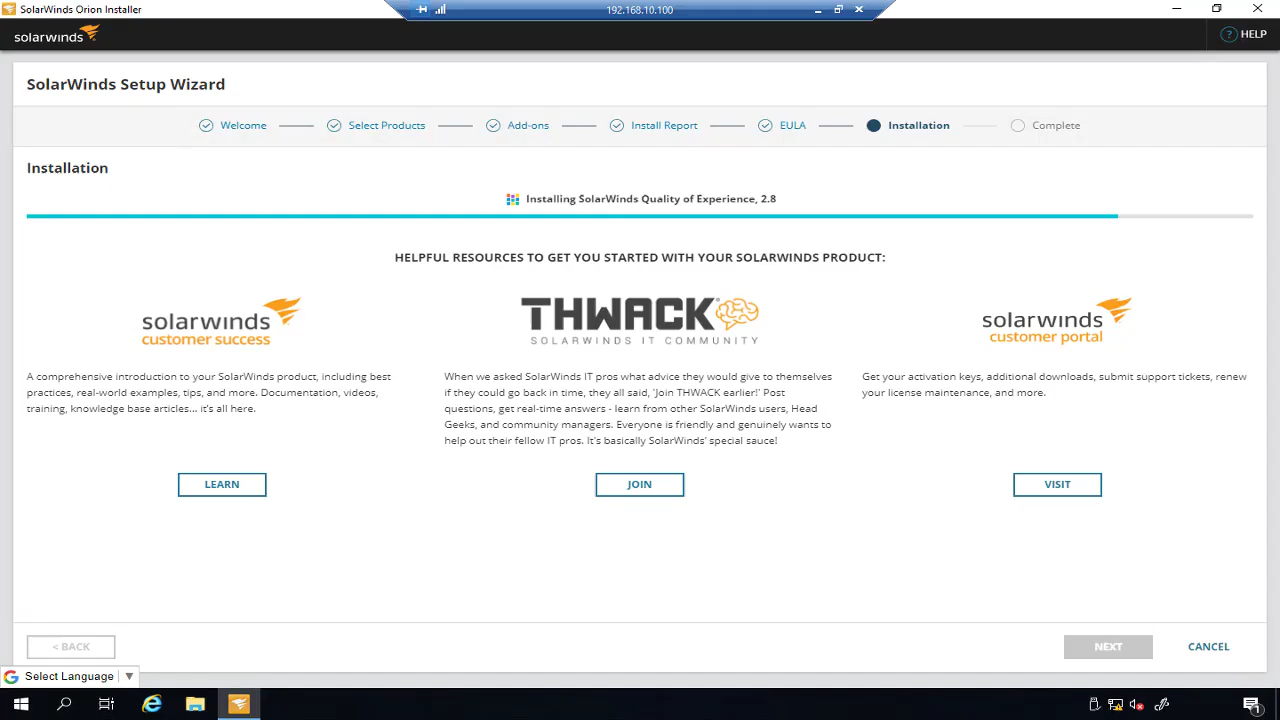 SolarWinds Orion Installer
192.168.10.100
solarwinds
? HELP
SolarWinds Setup Wizard
Welcome
Select Products
Add-ons
Install Report
EULA
Installation
Complete
Installation
Installing SolarWinds Quality of Experience, 2.8
HELPFUL RESOURCES TO GET YOU STARTED WITH YOUR SOLARWINDS PRODUCT:
solarwinds
customer success
A comprehensive introduction to your SolarWinds product, including best
practices, real-world examples, tips, and more. Documentation, videos,
training, knowledge base articles... it's all here.
LEARN
THWACK
SOLARWINDS IT COMMUNITY
When we asked SolarWinds IT pros what advice they would give to themselves
if they could go back in time, they all said, 'Join THWACK earlier!' Post
questions, get real-time answers - learn from other SolarWinds users, Head
Geeks, and community managers. Everyone is friendly and genuinely wants to
help out their fellow IT pros. It's basically SolarWinds' special sauce!
JOIN
solarwinds
customer portal
Get your activation keys, additional downloads, submit support tickets, renew
your license maintenance, and more.
VISIT
< BACK
NEXT
CANCEL
Select Language
1